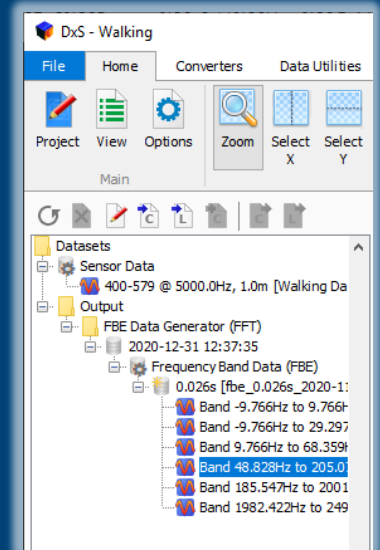 DxS - Walking
File Home Converters Data Utilities
Project View Options Zoom Select X Select Y
Main
Datasets
Sensor Data
400-579 @ 5000.0Hz, 1.0m [Walking Da
Output
FBE Data Generator (FFT)
2020-12-31 12:37:35
Frequency Band Data (FBE)
0.026s [fbe_0.026s_2020-1
Band -9.766Hz to 9.766H
Band -9.766Hz to 29.297
Band 9.766Hz to 68.359H
Band 48.828Hz to 205.07
Band 185.547Hz to 2001
Band 1982.422Hz to 249